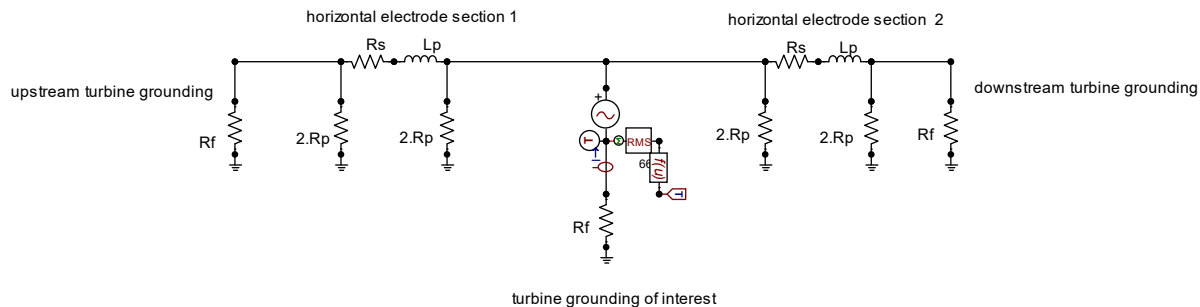 horizontal electrode section 1
horizontal electrode section 2
Rs
Lp
Rs
Lp
upstream turbine grounding
downstream turbine grounding
+
Rf
2.Rp
2.Rp
T
M
RMS
66
f(u)
T
I
2.Rp
2.Rp
Rf
Rf
turbine grounding of interest